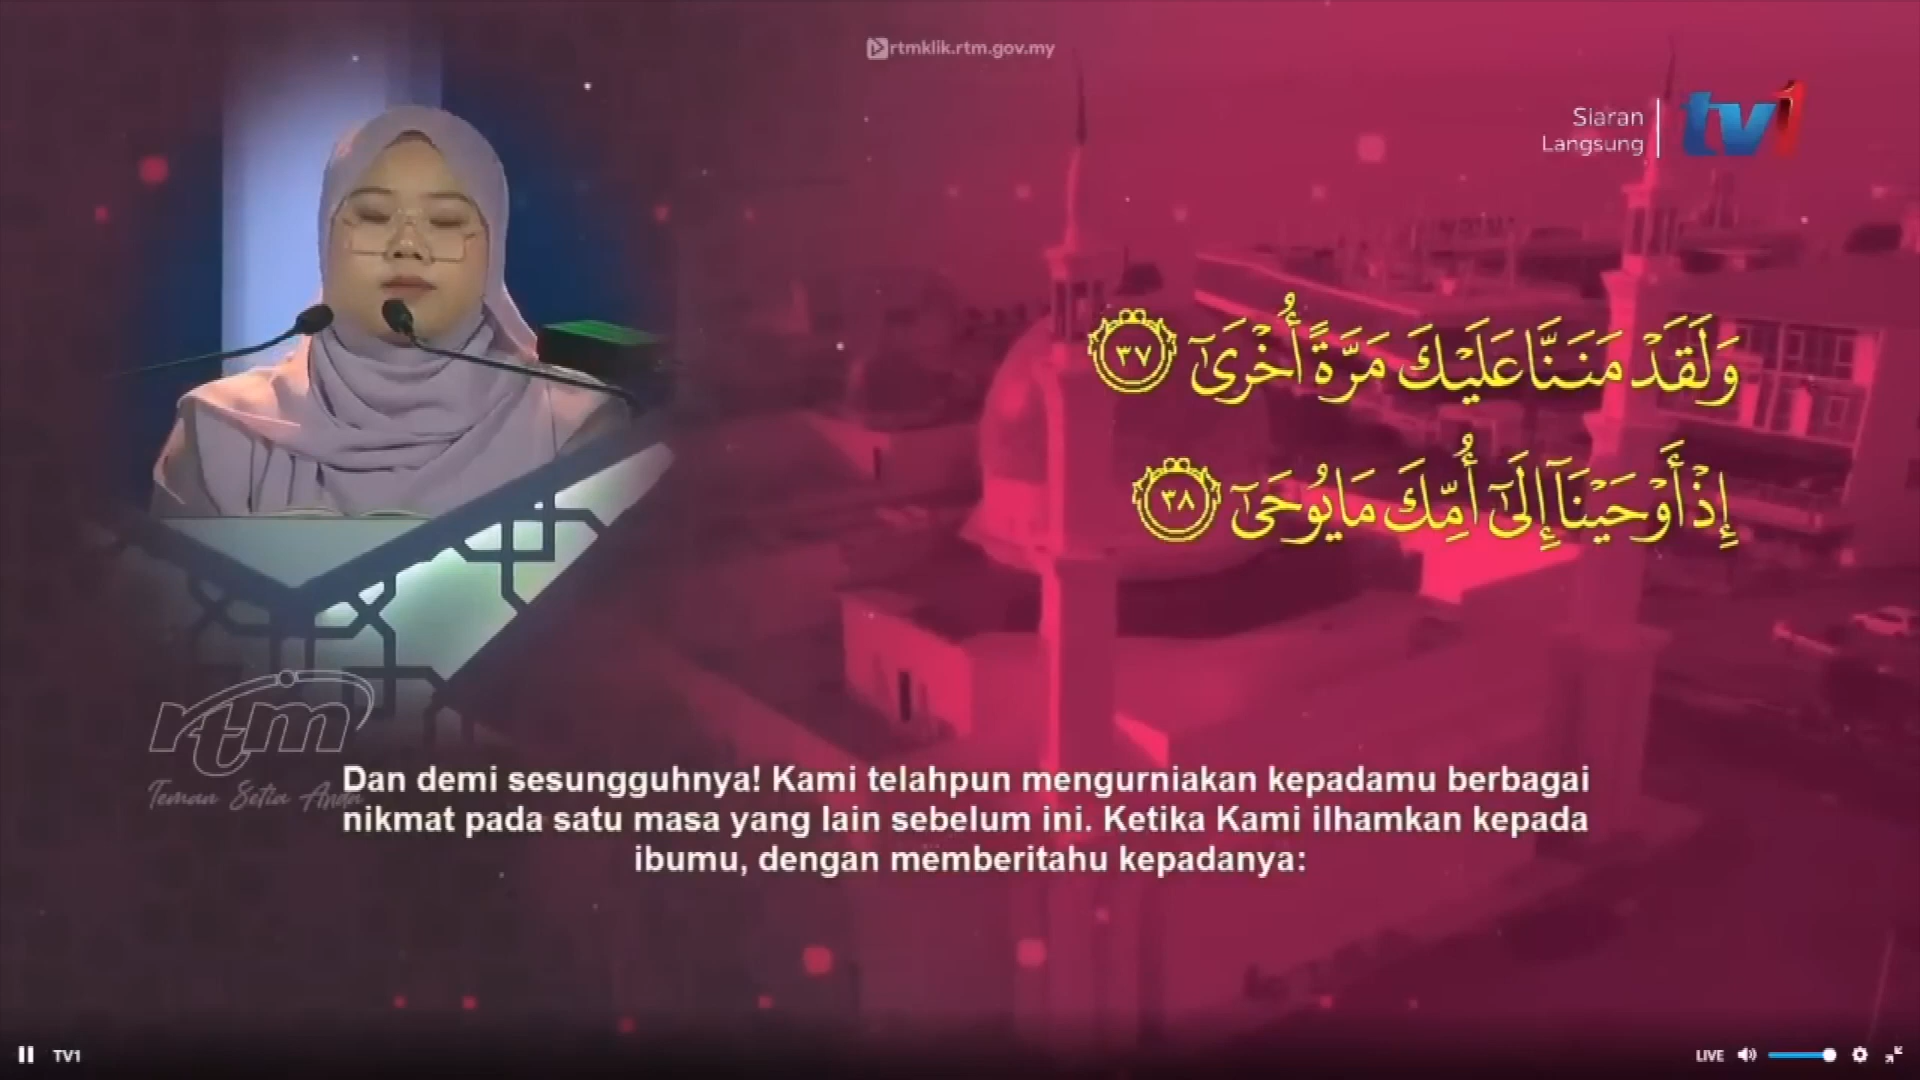 rtmklik.rtm.gov.my
Siaran
Langsung
tv1
وَلَقَدْ مَنَنَّا عَلَيْكَ مَرَّةً أُخْرَىٰٓ ٣٧
إِذْ أَوْحَيْنَآ إِلَىٰٓ أُمِّكَ مَا يُوحَىٰٓ ٣٨
rtm
Teman Setia Anda
Dan demi sesungguhnya! Kami telahpun mengurniakan kepadamu berbagai
nikmat pada satu masa yang lain sebelum ini. Ketika Kami ilhamkan kepada
ibumu, dengan memberitahu kepadanya:
TV1
LIVE